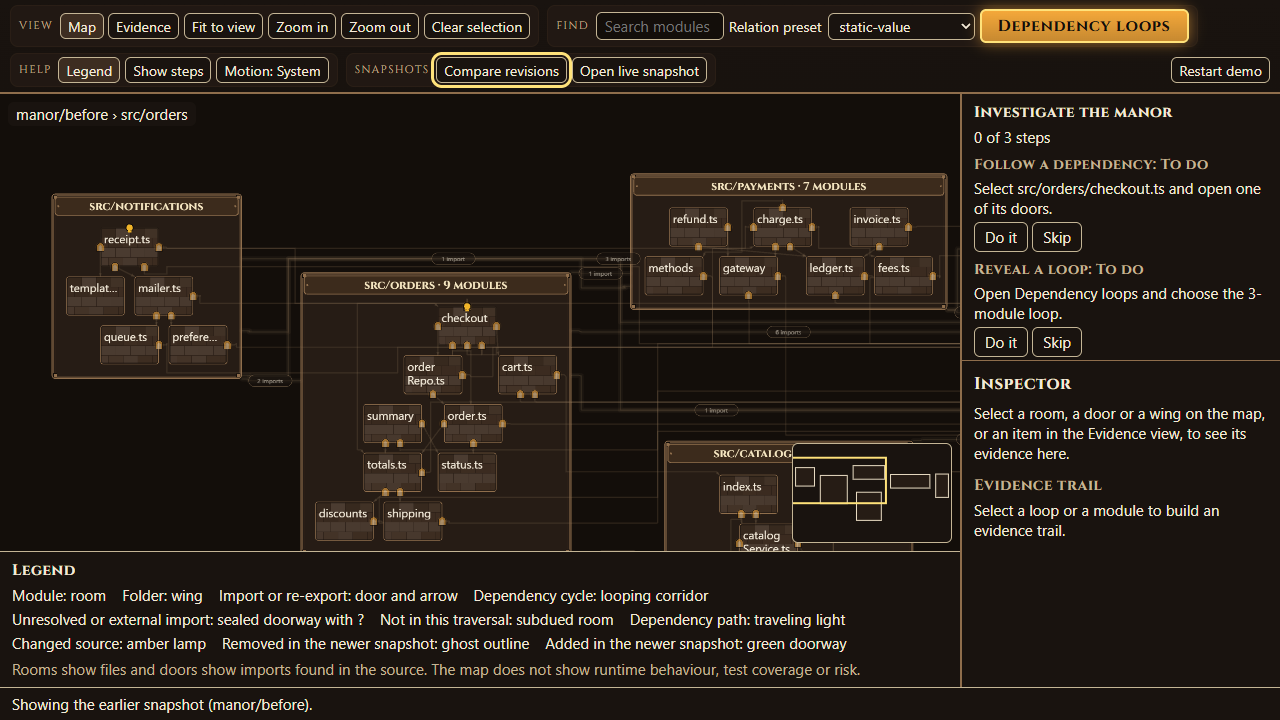 VIEW Map Evidence Fit to view Zoom in Zoom out Clear selection FIND Search modules Relation preset static-value Dependency loops
HELP Legend Show steps Motion: System SNAPSHOTS Compare revisions Open live snapshot Restart demo
manor/before › src/orders
src/notifications
receipt.ts
templat...
mailer.ts
queue.ts
prefere...
2 imports
1 import
3 imports
1 import
6 imports
1 import
src/orders · 9 modules
checkout
order
Repo.ts
cart.ts
summary
order.ts
totals.ts
status.ts
discounts
shipping
src/payments · 7 modules
refund.ts
charge.ts
invoice.ts
methods
gateway
ledger.ts
fees.ts
src/catalog
index.ts
catalog
Service.ts
Investigate the manor
0 of 3 steps
Follow a dependency: To do
Select src/orders/checkout.ts and open one
of its doors.
Do it Skip
Reveal a loop: To do
Open Dependency loops and choose the 3-
module loop.
Do it Skip
Inspector
Select a room, a door or a wing on the map,
or an item in the Evidence view, to see its
evidence here.
Evidence trail
Select a loop or a module to build an
evidence trail.
Legend
Module: room Folder: wing Import or re-export: door and arrow Dependency cycle: looping corridor
Unresolved or external import: sealed doorway with ? Not in this traversal: subdued room Dependency path: traveling light
Changed source: amber lamp Removed in the newer snapshot: ghost outline Added in the newer snapshot: green doorway
Rooms show files and doors show imports found in the source. The map does not show runtime behaviour, test coverage or risk.
Showing the earlier snapshot (manor/before).